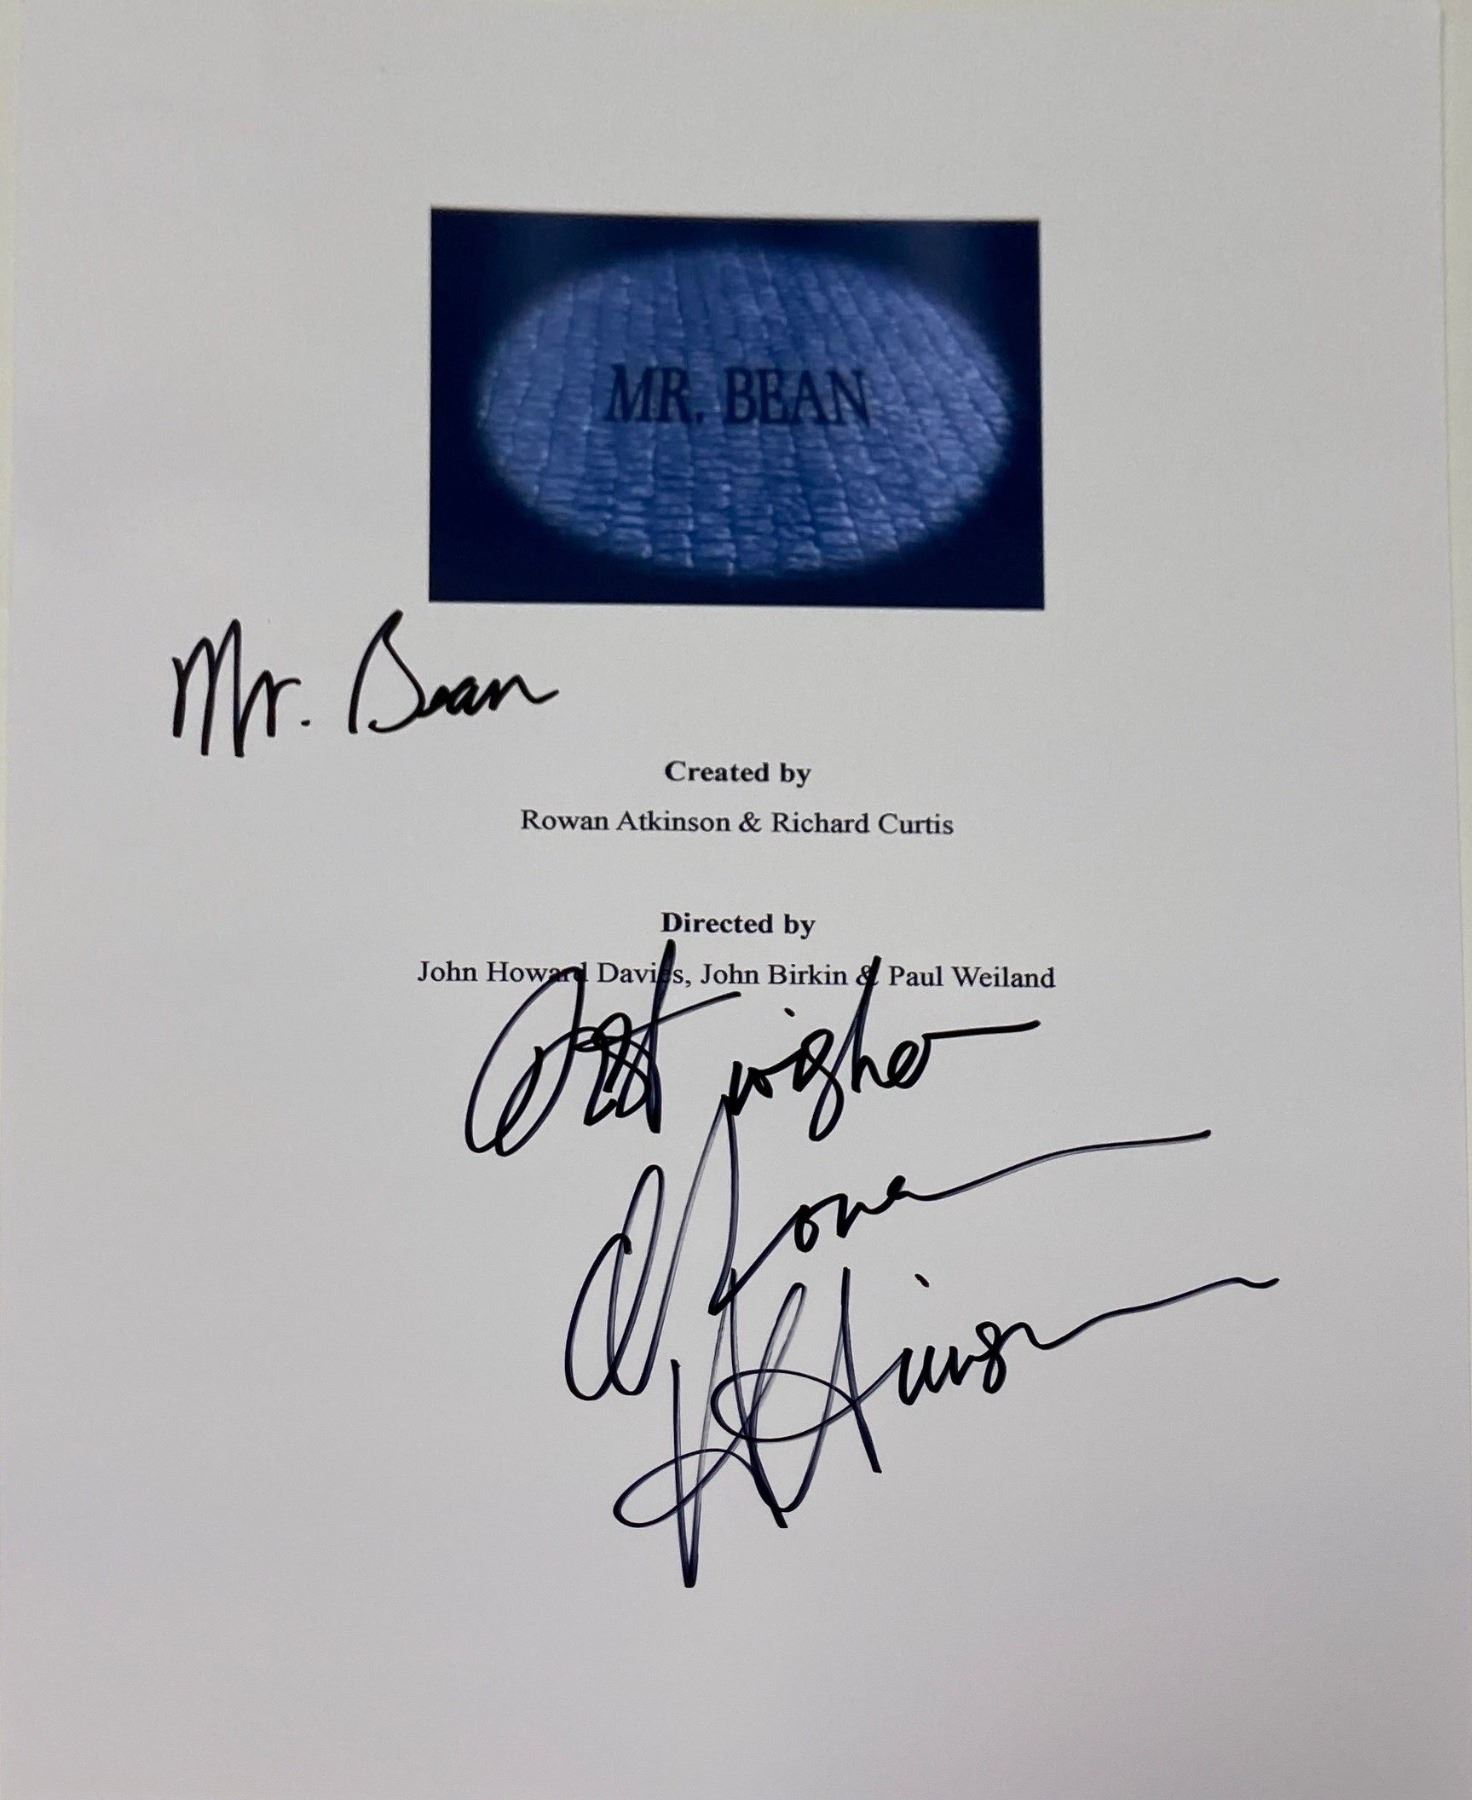 MR. BEAN
Mr. Bean
Created by
Rowan Atkinson & Richard Curtis
Directed by
John Howard Davies, John Birkin & Paul Weiland
Best wishes
Rowan
Atkinson